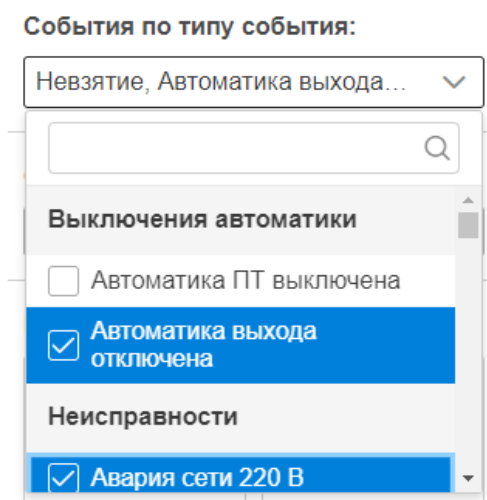 События по типу события:
Невзятие, Автоматика выхода...
Выключения автоматики
Автоматика ПТ выключена
Автоматика выхода
отключена
Неисправности
Авария сети 220 В